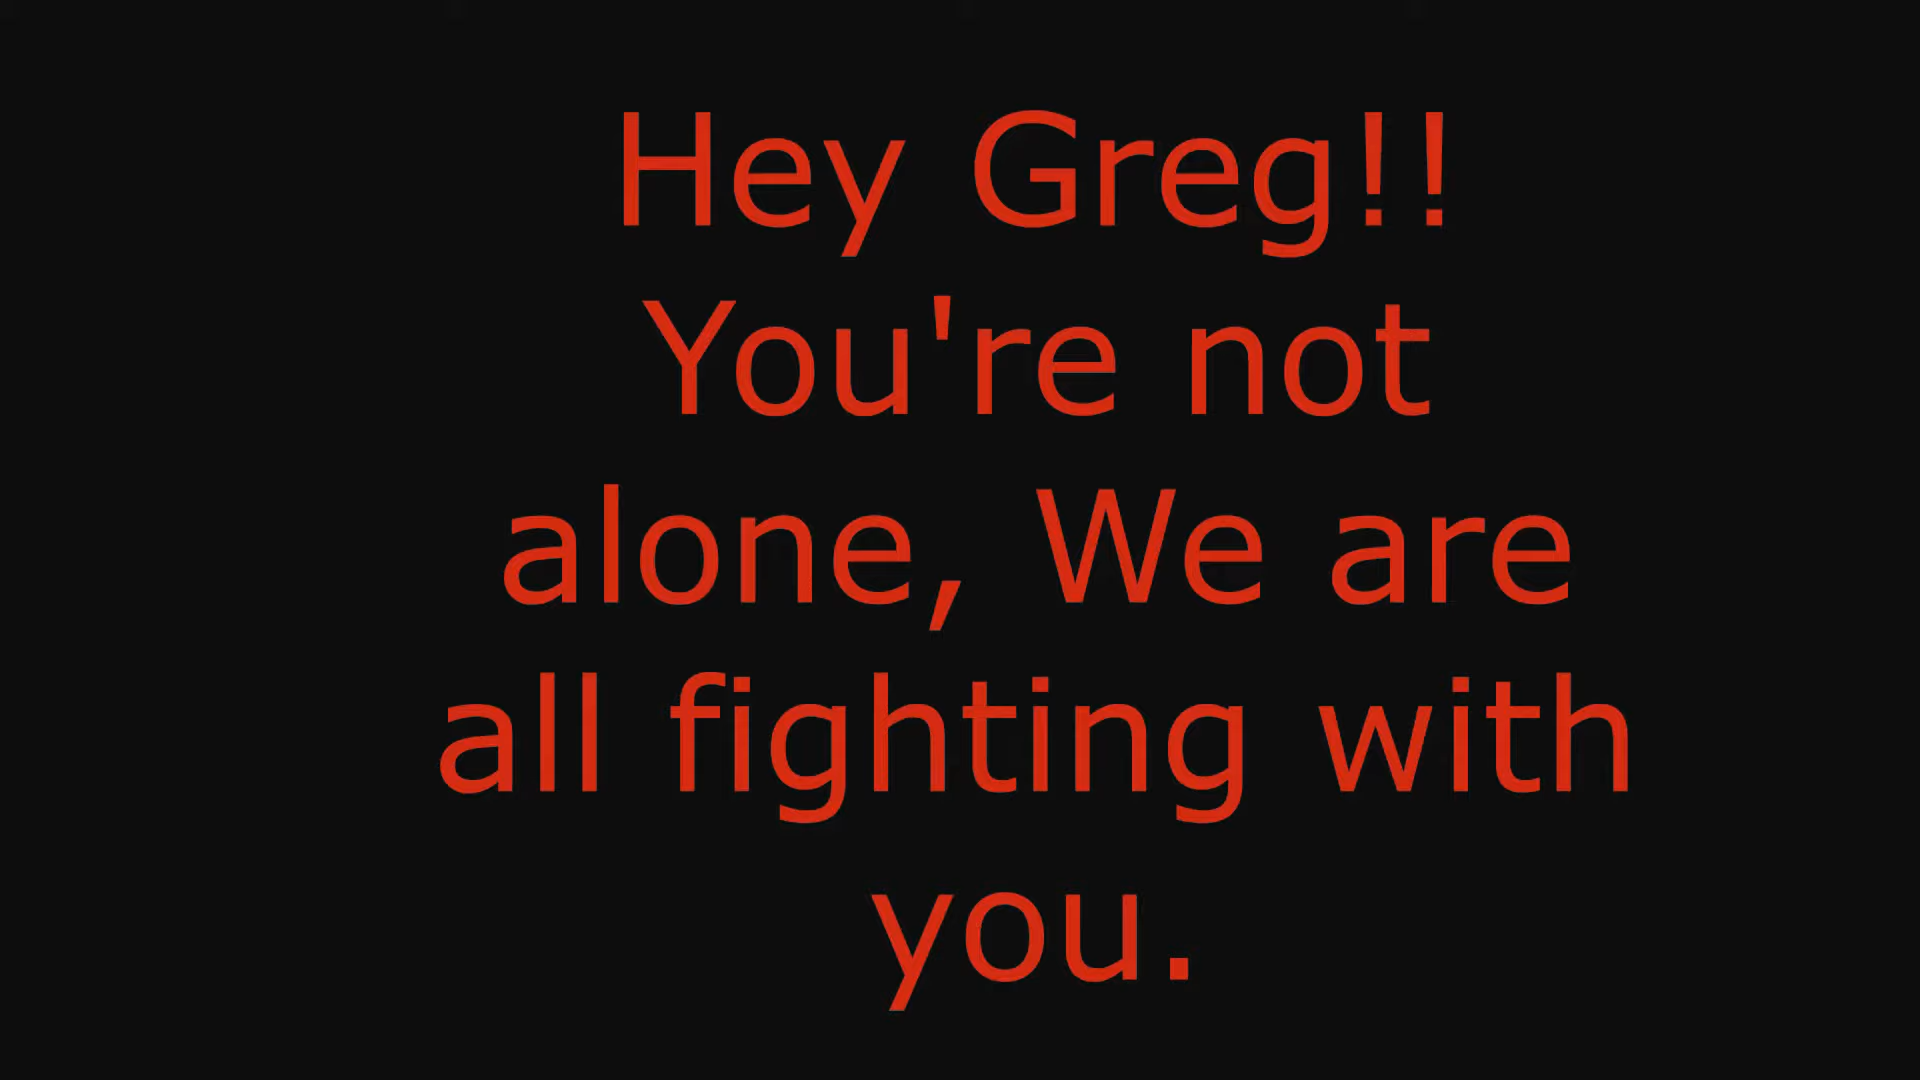 Hey Greg!!
You're not
alone, We are
all fighting with
you.